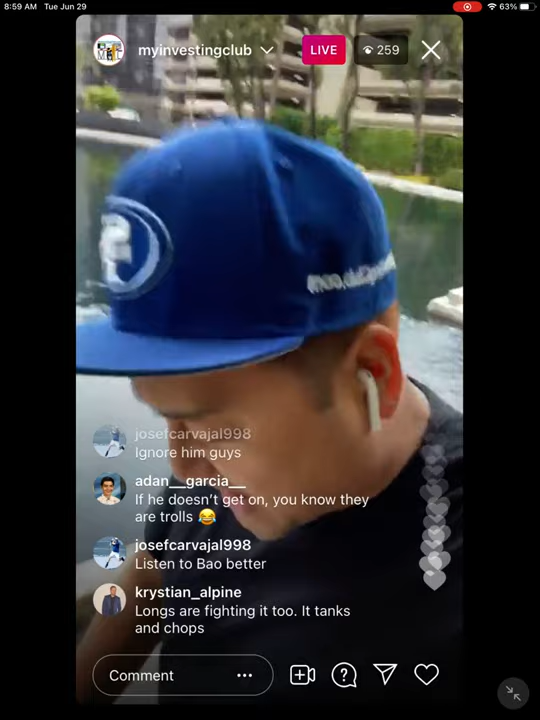 8:59 AM Tue Jun 29
63%
myinvestingclub
LIVE
259
josefcarvajal998
Ignore him guys
adan__garcia__
If he doesn't get on, you know they
are trolls 😂
josefcarvajal998
Listen to Bao better
krystian_alpine
Longs are fighting it too. It tanks
and chops
Comment